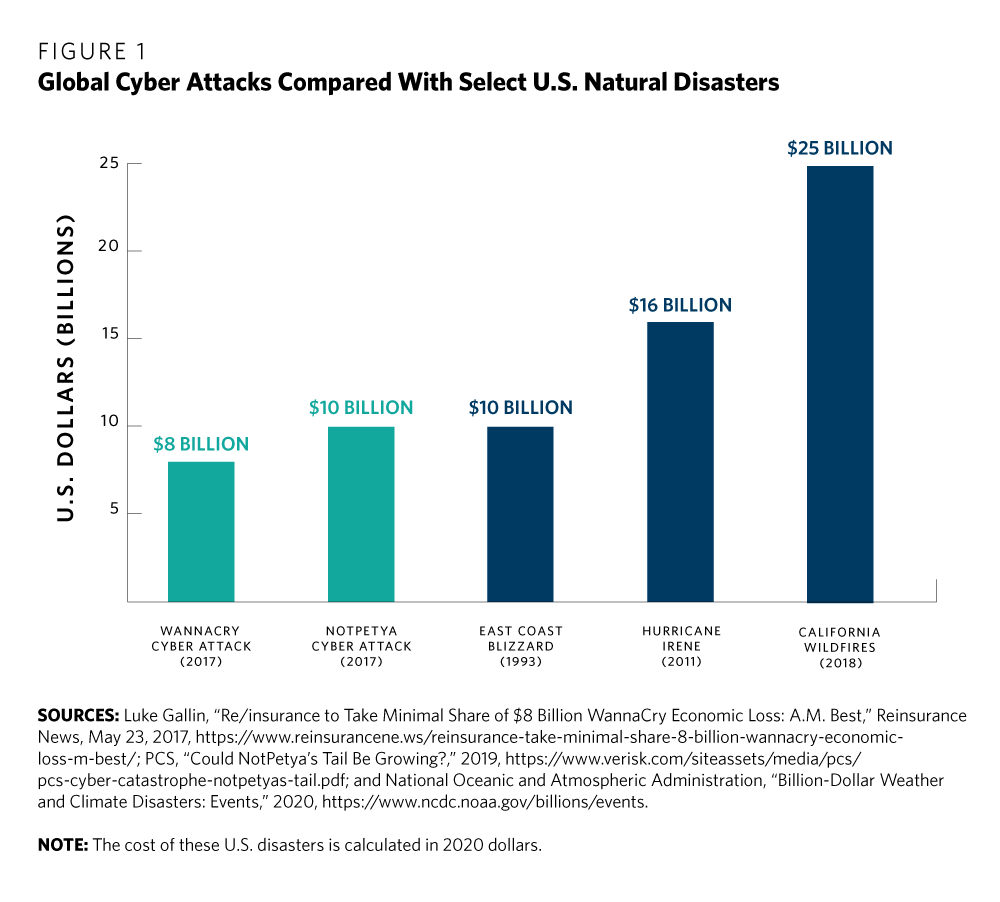 FIGURE 1
Global Cyber Attacks Compared With Select U.S. Natural Disasters
U.S. DOLLARS (BILLIONS)
25
20
15
10
5
$8 BILLION
$10 BILLION
$10 BILLION
$16 BILLION
$25 BILLION
WANNACRY
CYBER ATTACK
(2017)
NOTPETYA
CYBER ATTACK
(2017)
EAST COAST
BLIZZARD
(1993)
HURRICANE
IRENE
(2011)
CALIFORNIA
WILDFIRES
(2018)
SOURCES: Luke Gallin, “Re/insurance to Take Minimal Share of $8 Billion WannaCry Economic Loss: A.M. Best,” Reinsurance
News, May 23, 2017, https://www.reinsurancene.ws/reinsurance-take-minimal-share-8-billion-wannacry-economic-
loss-m-best/; PCS, “Could NotPetya’s Tail Be Growing?,” 2019, https://www.verisk.com/siteassets/media/pcs/
pcs-cyber-catastrophe-notpetyas-tail.pdf; and National Oceanic and Atmospheric Administration, “Billion-Dollar Weather
and Climate Disasters: Events,” 2020, https://www.ncdc.noaa.gov/billions/events.
NOTE: The cost of these U.S. disasters is calculated in 2020 dollars.